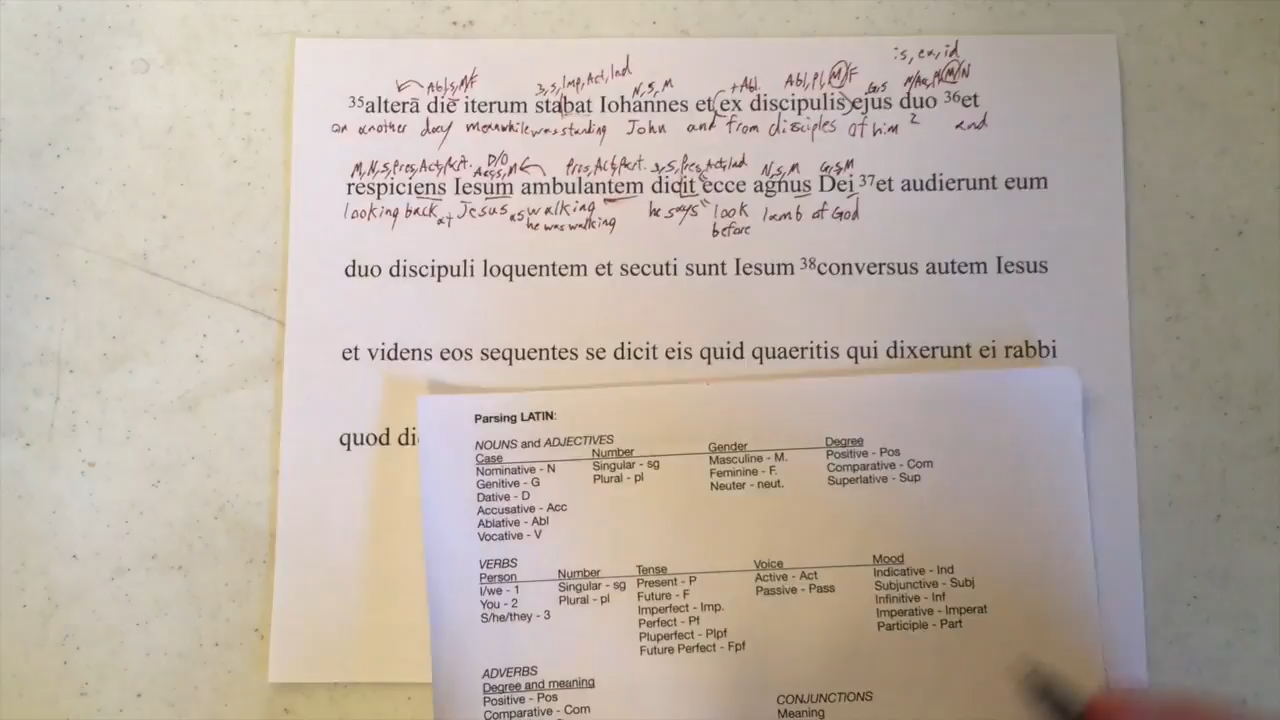 is, ea, id
Abl,S,M/F 3,S,Imp,Act,Ind N,S,M +Abl. Abl,Pl,M/F G,S M/Acc,Pl,M/N
35alterā diē iterum stabat Iohannes et (ex discipulis) ejus duo 36et
on another day meanwhile was standing John and from disciples of him 2 and
M,N,S,Pres,Act,Part. D/O Acc,S,M Pres,Act,Part. 3,S,Pres,Act,Ind N,S,M G,S,M
respiciens Iesum ambulantem dicit "ecce agnus Dei 37et audierunt eum
looking back at Jesus as walking he says" look lamb of God
he was walking before
duo discipuli loquentem et secuti sunt Iesum 38conversus autem Iesus
et videns eos sequentes se dicit eis quid quaeritis qui dixerunt ei rabbi
quod di
Parsing LATIN:
NOUNS and ADJECTIVES
Case Number Gender Degree
Nominative - N Singular - sg Masculine - M. Positive - Pos
Genitive - G Plural - pl Feminine - F. Comparative - Com
Dative - D Neuter - neut. Superlative - Sup
Accusative - Acc
Ablative - Abl
Vocative - V
VERBS
Person Number Tense Voice Mood
I/we - 1 Singular - sg Present - P Active - Act Indicative - Ind
You - 2 Plural - pl Future - F Passive - Pass Subjunctive - Subj
S/he/they - 3 Imperfect - Imp. Infinitive - Inf
Perfect - Pf Imperative - Imperat
Pluperfect - Plpf Participle - Part
Future Perfect - Fpf
ADVERBS
Degree and meaning CONJUNCTIONS
Positive - Pos Meaning
Comparative - Com